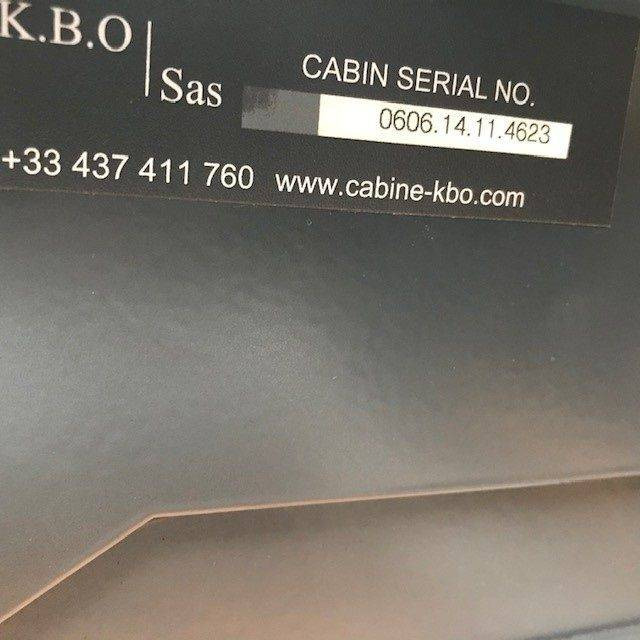 K.B.O
Sas
CABIN SERIAL NO.
0606.14.11.4623
+33 437 411 760 www.cabine-kbo.com